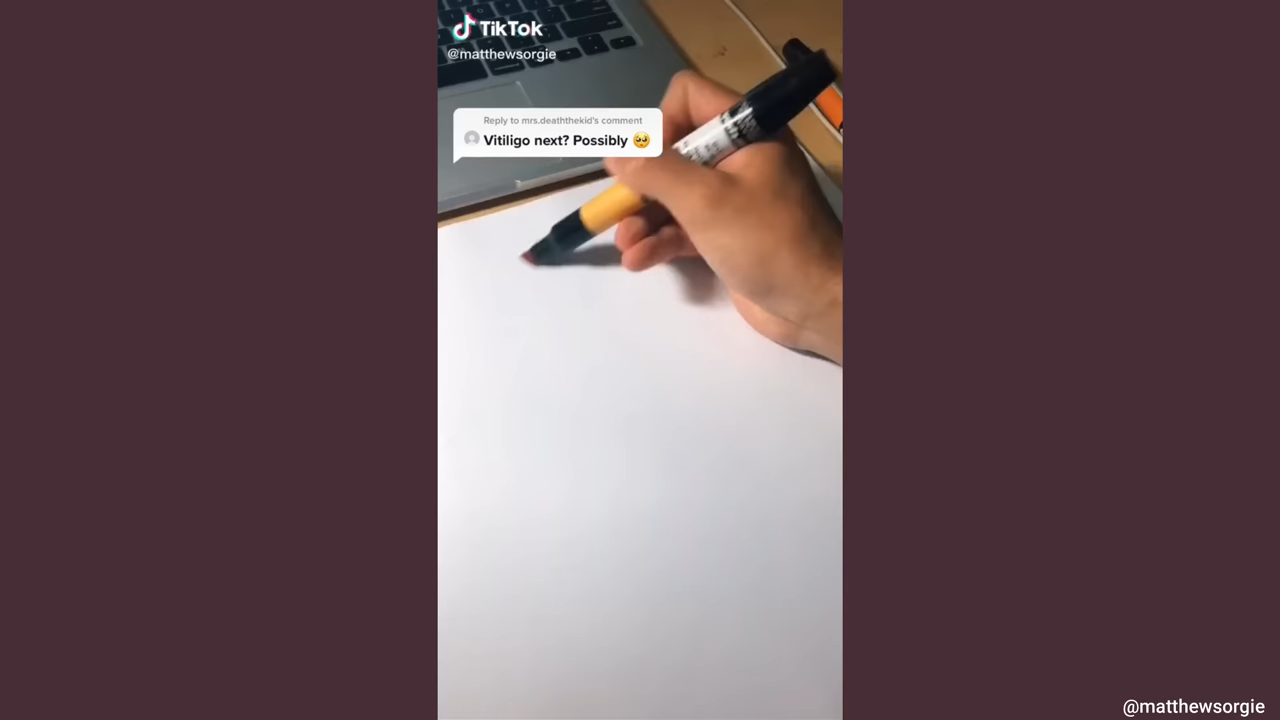 TikTok
@matthewsorgie
Reply to mrs.deaththekid's comment
Vitiligo next? Possibly 🥺
@matthewsorgie